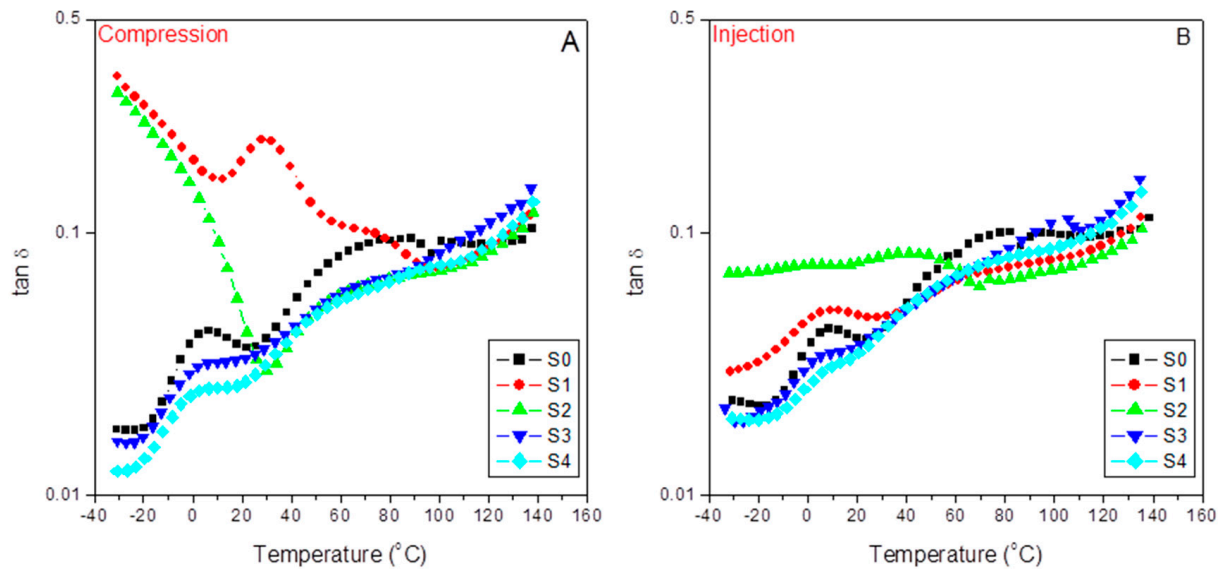 Compression
A
0.5
0.1
0.01
tan δ
S0
S1
S2
S3
S4
-40 -20 0 20 40 60 80 100 120 140 160
Temperature (°C)
Injection
B
0.5
0.1
0.01
tan δ
S0
S1
S2
S3
S4
-40 -20 0 20 40 60 80 100 120 140 160
Temperature (°C)